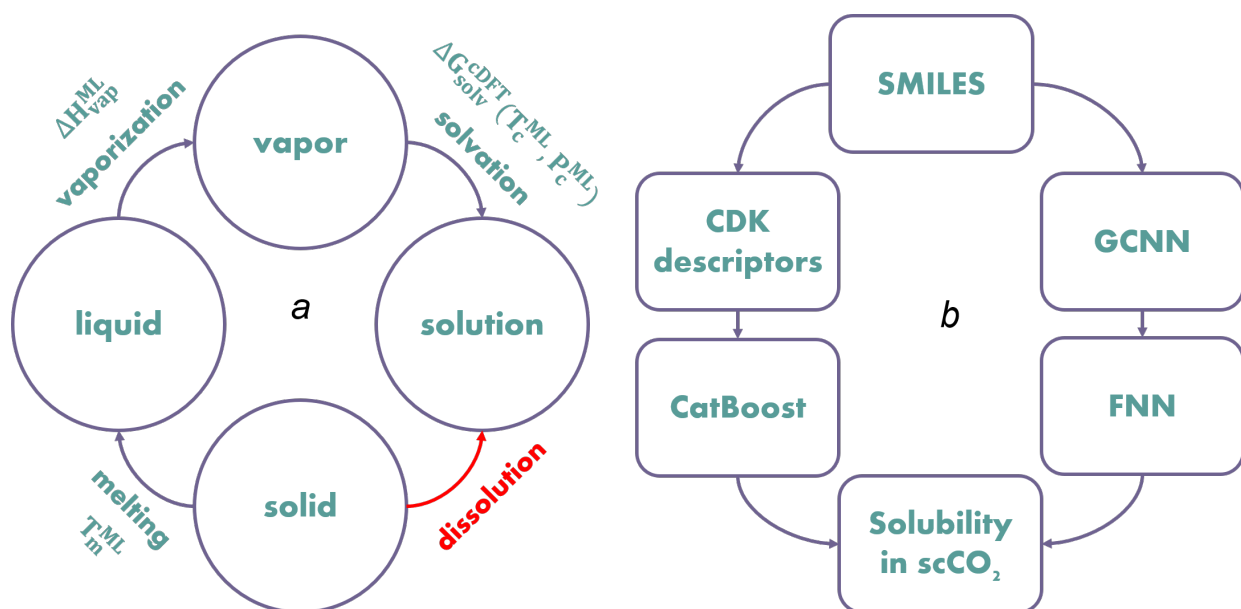 ΔH_vap^ML
vaporization
vapor
ΔG_solv^cDFT (T_c^ML, P_c^ML)
solvation
liquid
a
solution
melting
T_m^ML
solid
dissolution
SMILES
CDK
descriptors
GCNN
b
CatBoost
FNN
Solubility
in scCO₂